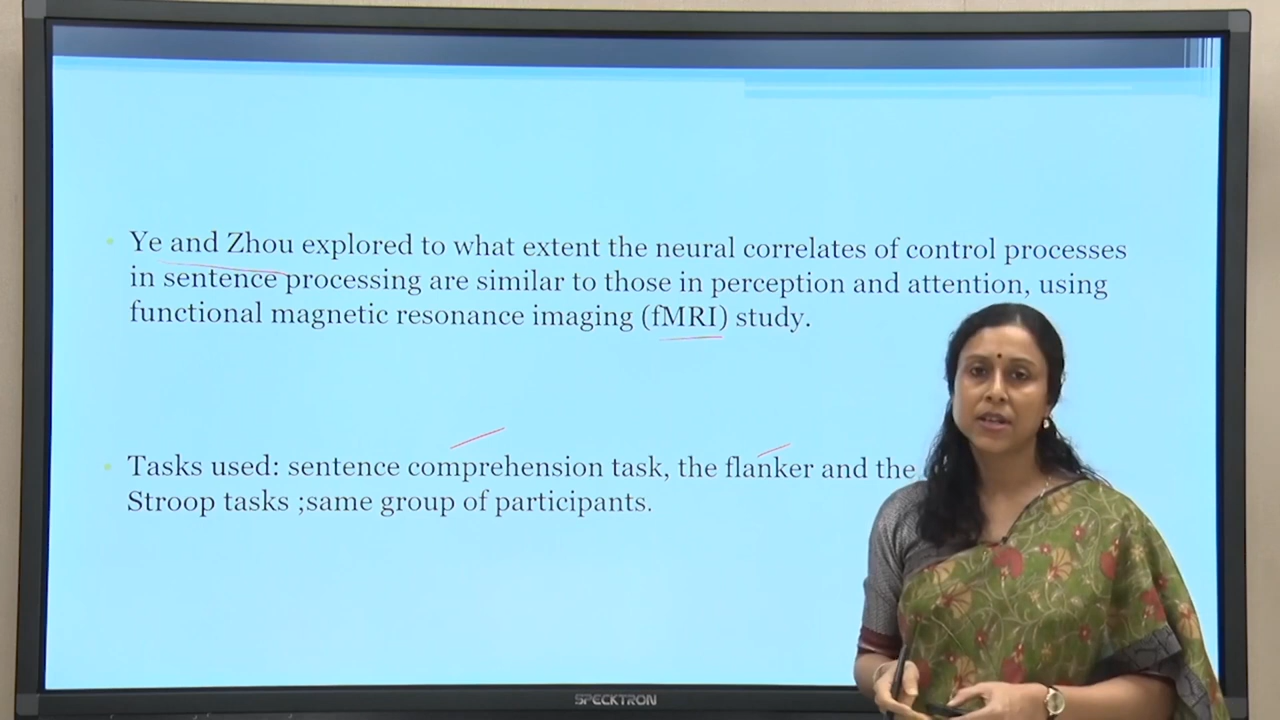 Ye and Zhou explored to what extent the neural correlates of control processes
in sentence processing are similar to those in perception and attention, using
functional magnetic resonance imaging (fMRI) study.
Tasks used: sentence comprehension task, the flanker and the
Stroop tasks ;same group of participants.
SPECKTRON